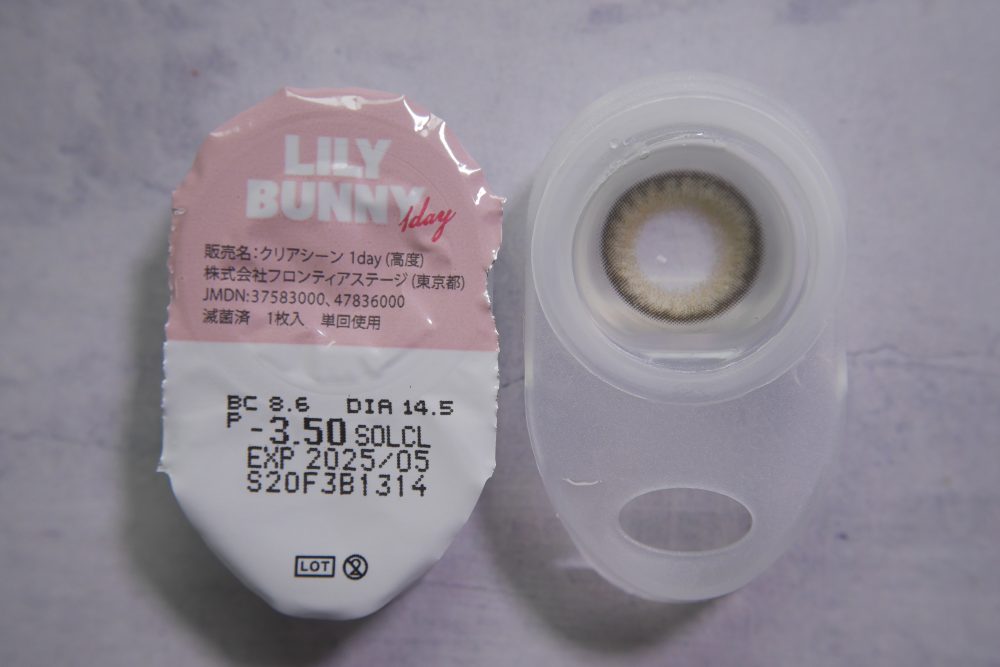 LILY
BUNNY
1day
販売名:クリアシーン 1day (高度)
株式会社フロンティアステージ (東京都)
JMDN:37583000、47836000
滅菌済 1枚入 単回使用
BC 8.6 DIA 14.5
P -3.50 SOLCL
EXP 2025/05
S20F3B1314
LOT 2